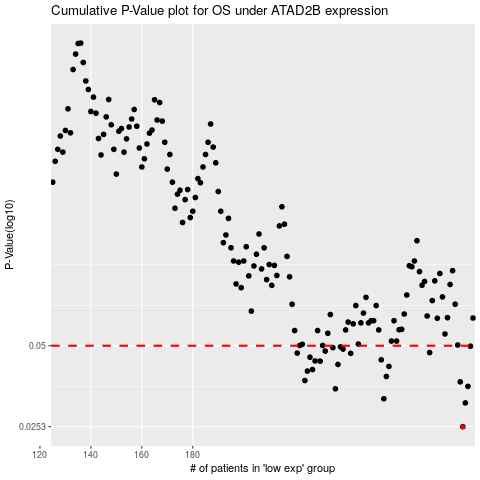 Cumulative P-Value plot for OS under ATAD2B expression
P-Value(log10)
0.05
0.0253
120 140 160 180
# of patients in 'low exp' group